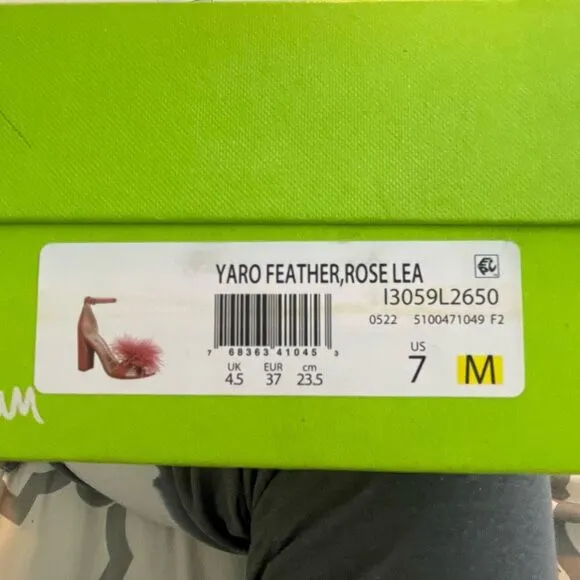 YARO FEATHER,ROSE LEA
I3059L2650
0522 5100471049 F2
7 68363 41045 3
UK EUR cm
4.5 37 23.5
US
7 M